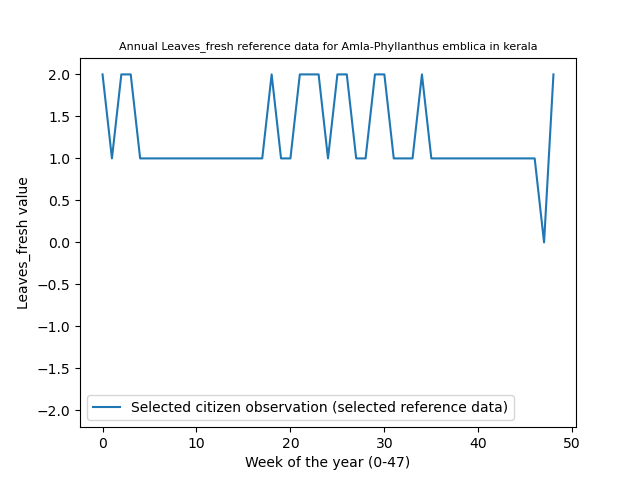 Annual Leaves_fresh reference data for Amla-Phyllanthus emblica in kerala
2.0
1.5
1.0
0.5
0.0
−0.5
−1.0
−1.5
−2.0
Leaves_fresh value
Selected citizen observation (selected reference data)
0 10 20 30 40 50
Week of the year (0-47)